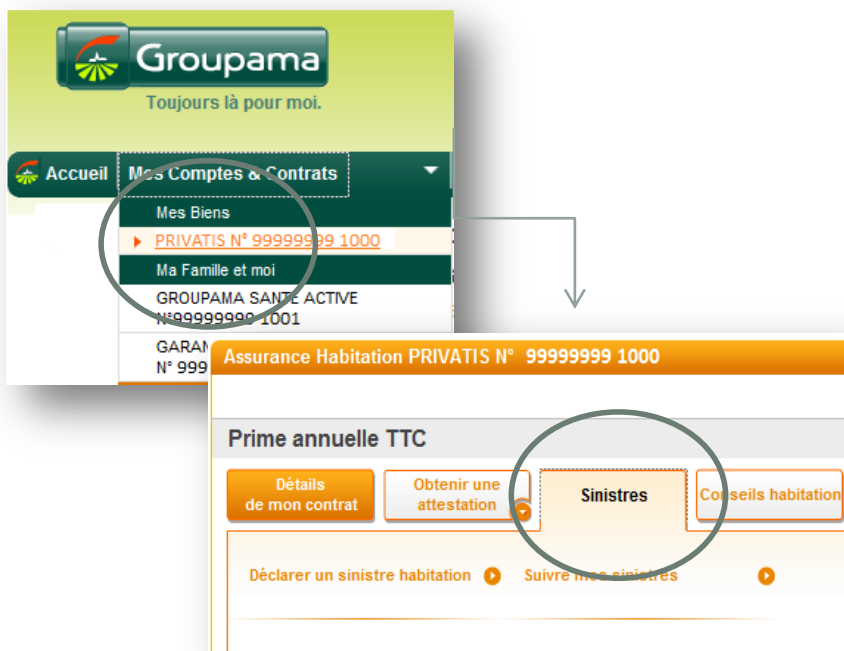 Groupama
Toujours là pour moi.
Accueil Mes Comptes & Contrats
Mes Biens
PRIVATIS N° 99999999 1000
Ma Famille et moi
GROUPAMA SANTE ACTIVE
N°99999999 1001
N° 999
Assurance Habitation PRIVATIS N° 99999999 1000
Prime annuelle TTC
Détails
de mon contrat
Obtenir une
attestation
Sinistres
Conseils habitation
Déclarer un sinistre habitation Suivre mes sinistres